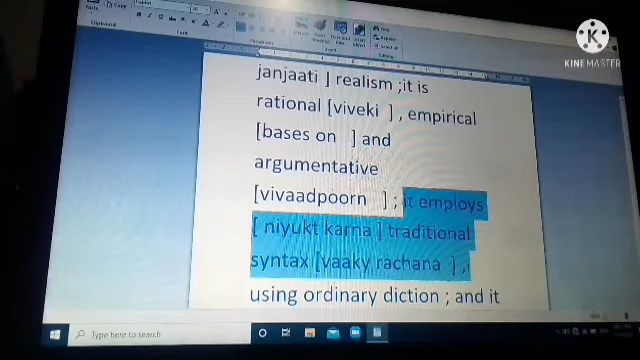 KINEMASTER
janjaati ] realism ;it is
rational [viveki ] , empirical
[bases on ] and
argumentative
[vivaadpoorn ] ; it employs
[ niyukt karna ] traditional
syntax [vaaky rachana ] ,
using ordinary diction ; and it
Type here to search